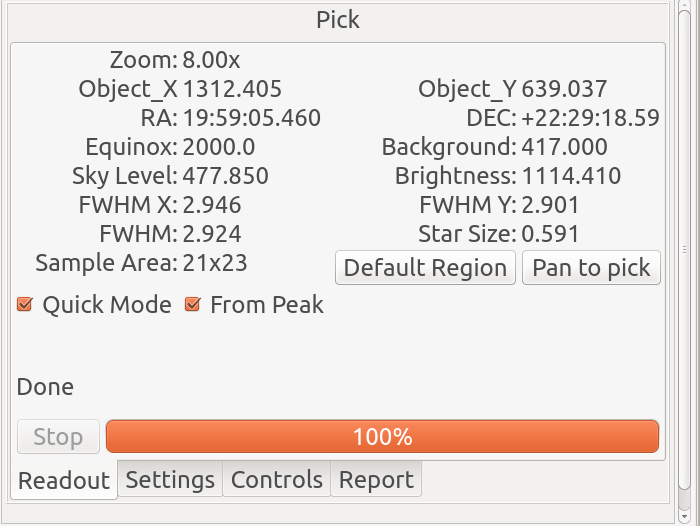 Pick
Zoom: 8.00x
Object_X 1312.405 Object_Y 639.037
RA: 19:59:05.460 DEC: +22:29:18.59
Equinox: 2000.0 Background: 417.000
Sky Level: 477.850 Brightness: 1114.410
FWHM X: 2.946 FWHM Y: 2.901
FWHM: 2.924 Star Size: 0.591
Sample Area: 21x23 Default Region Pan to pick
Quick Mode From Peak
Done
Stop 100%
Readout Settings Controls Report